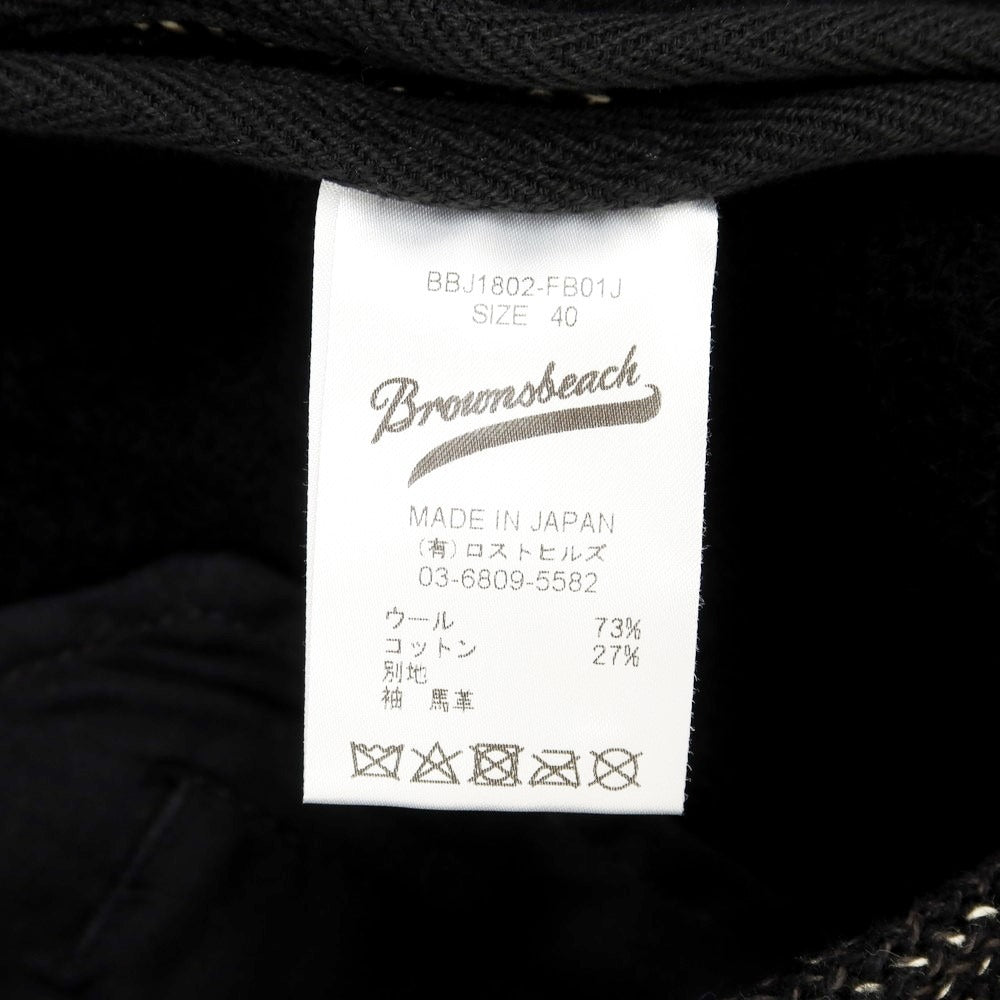 BBJ1802-FB01J
SIZE 40
Brownsbeach
MADE IN JAPAN
(有)ロストヒルズ
03-6809-5582
ウール 73%
コットン 27%
別地
袖 馬革